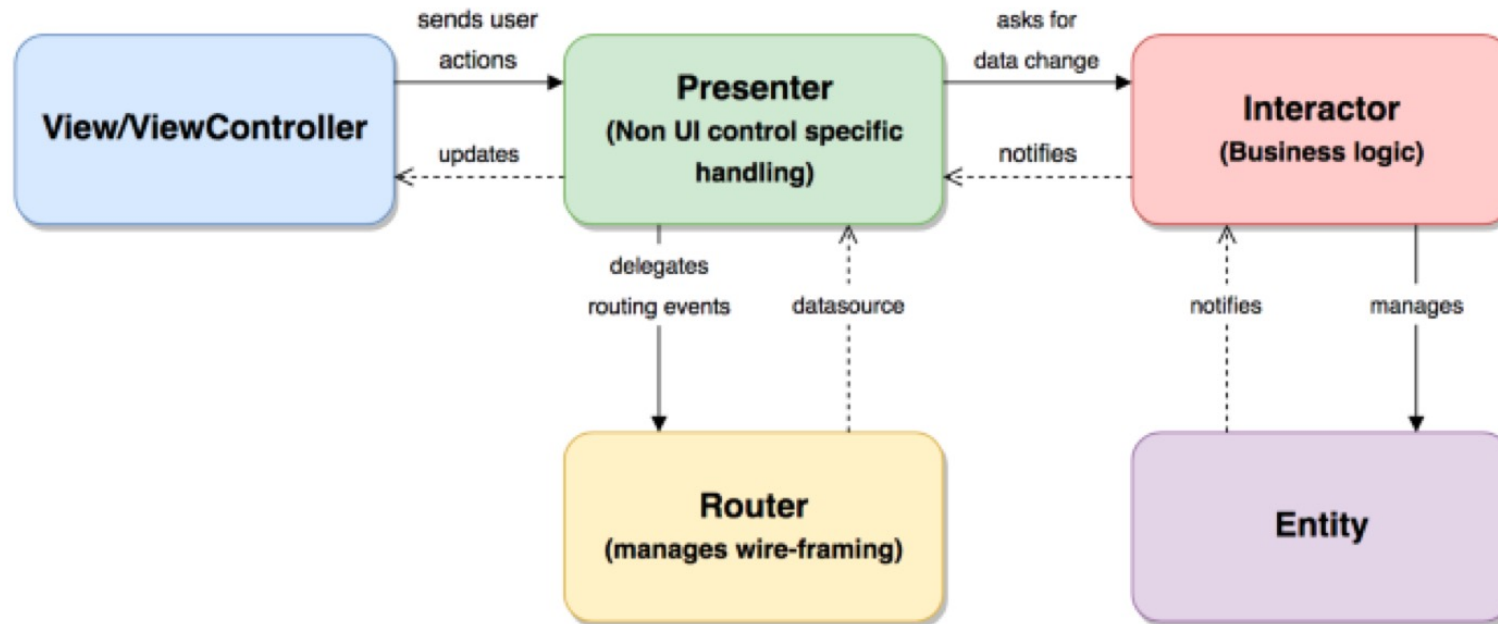 sends user
actions
asks for
data change
View/ViewController
Presenter
(Non UI control specific
handling)
Interactor
(Business logic)
updates
notifies
delegates
routing events
datasource
notifies
manages
Router
(manages wire-framing)
Entity